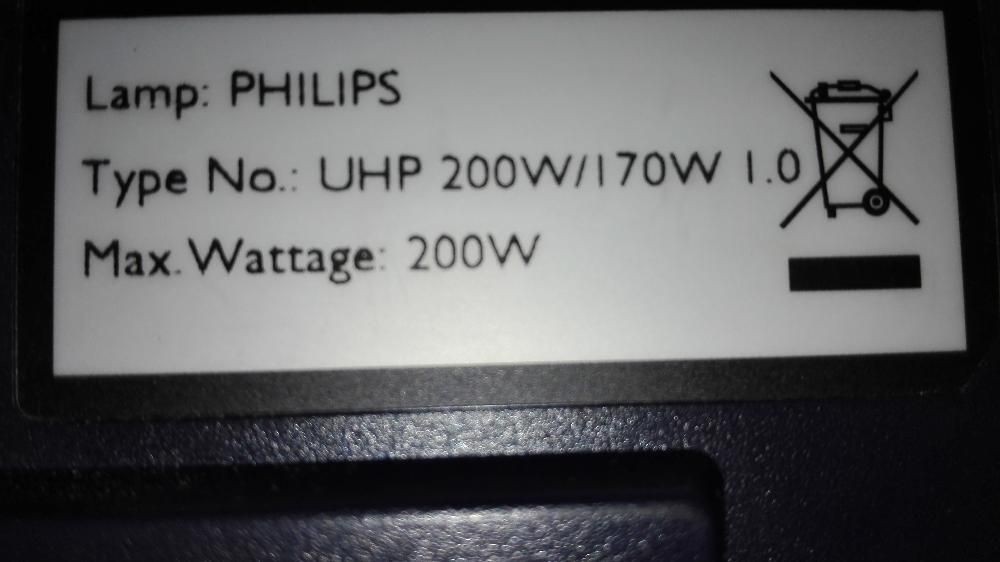 Lamp: PHILIPS
Type No.: UHP 200W/170W 1.0
Max. Wattage: 200W